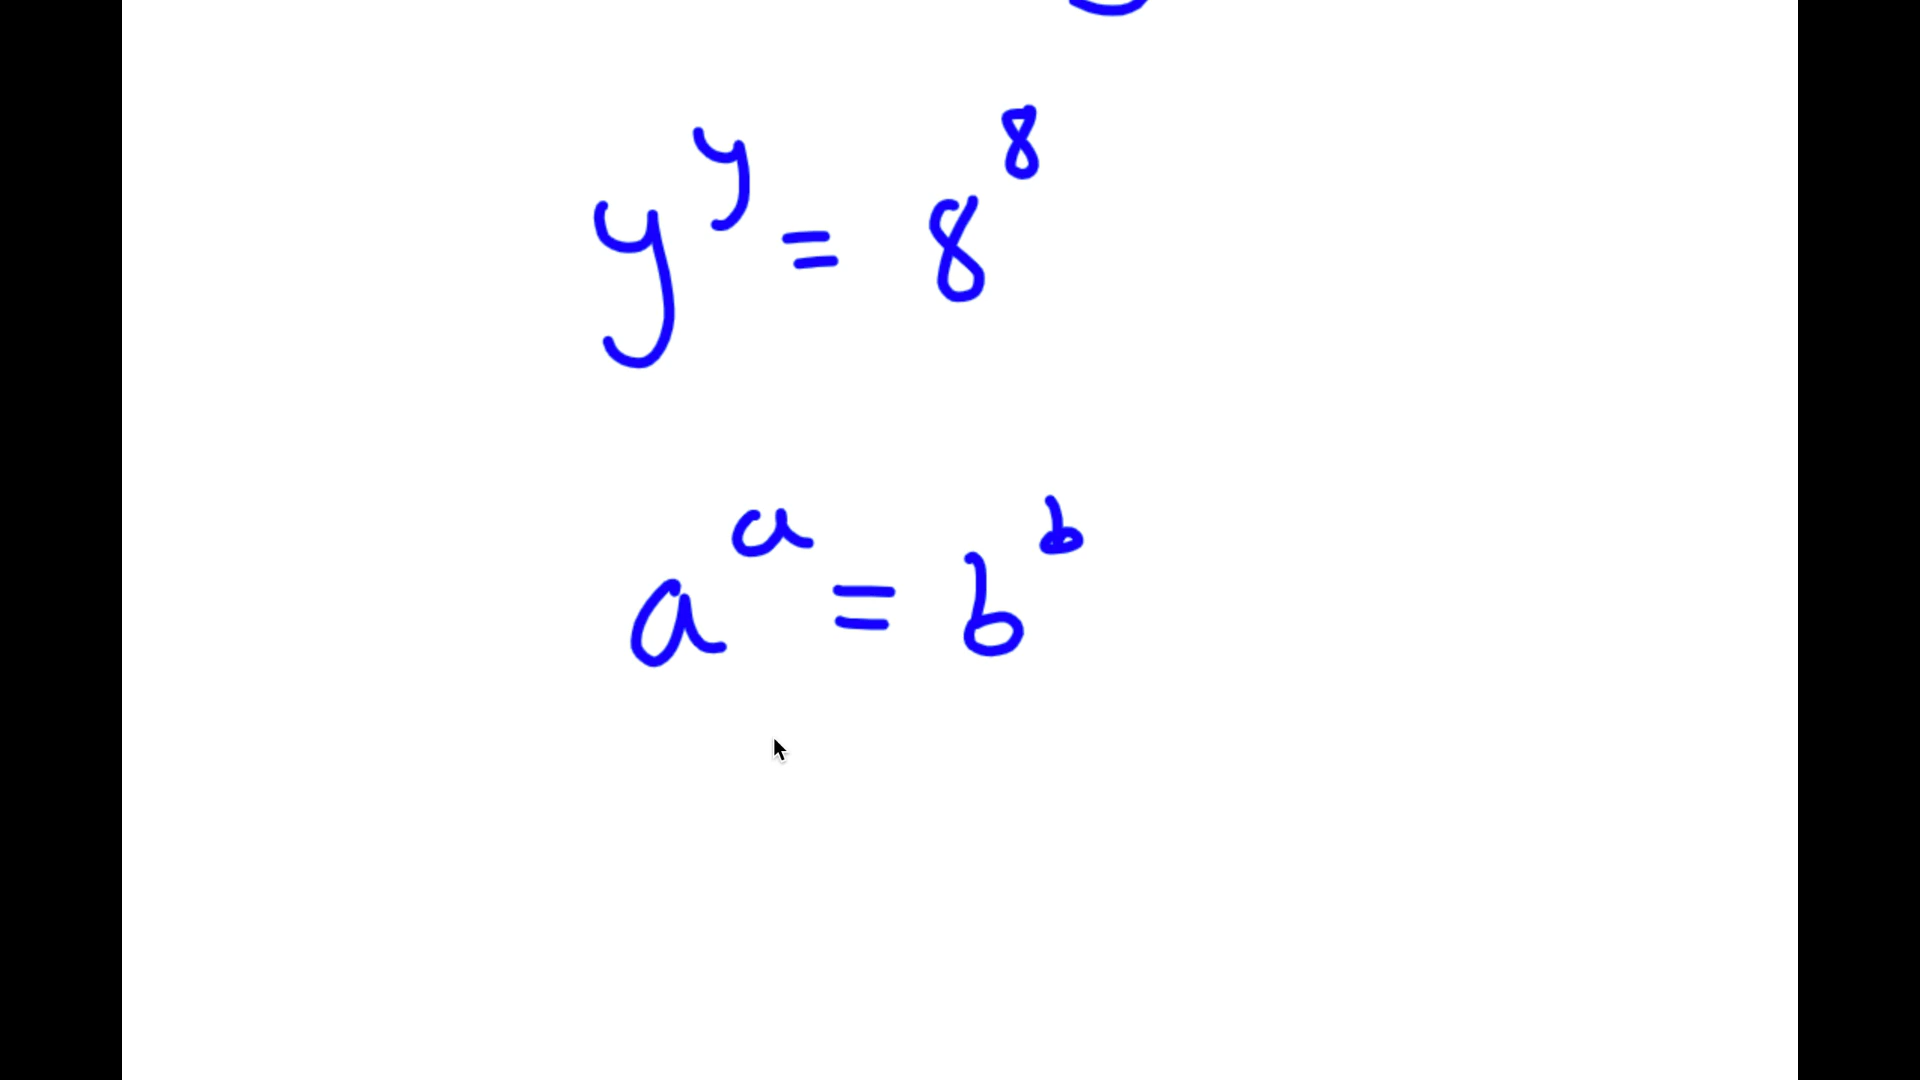 y^y = 8^8
a^a = b^b